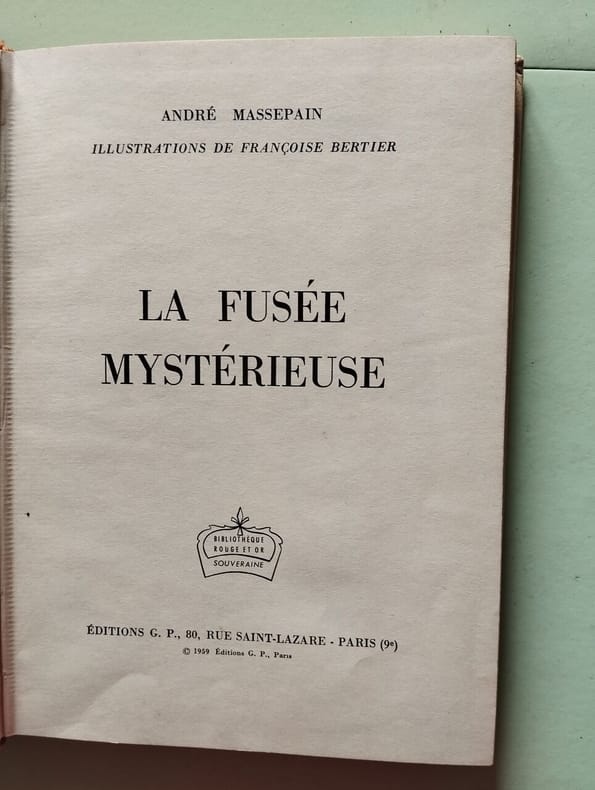 ANDRÉ MASSEPAIN
ILLUSTRATIONS DE FRANÇOISE BERTIER
LA FUSÉE
MYSTÉRIEUSE
BIBLIOTHÈQUE
ROUGE ET OR
SOUVERAINE
ÉDITIONS G. P., 80, RUE SAINT-LAZARE - PARIS (9e)
© 1959 Éditions G. P., Paris